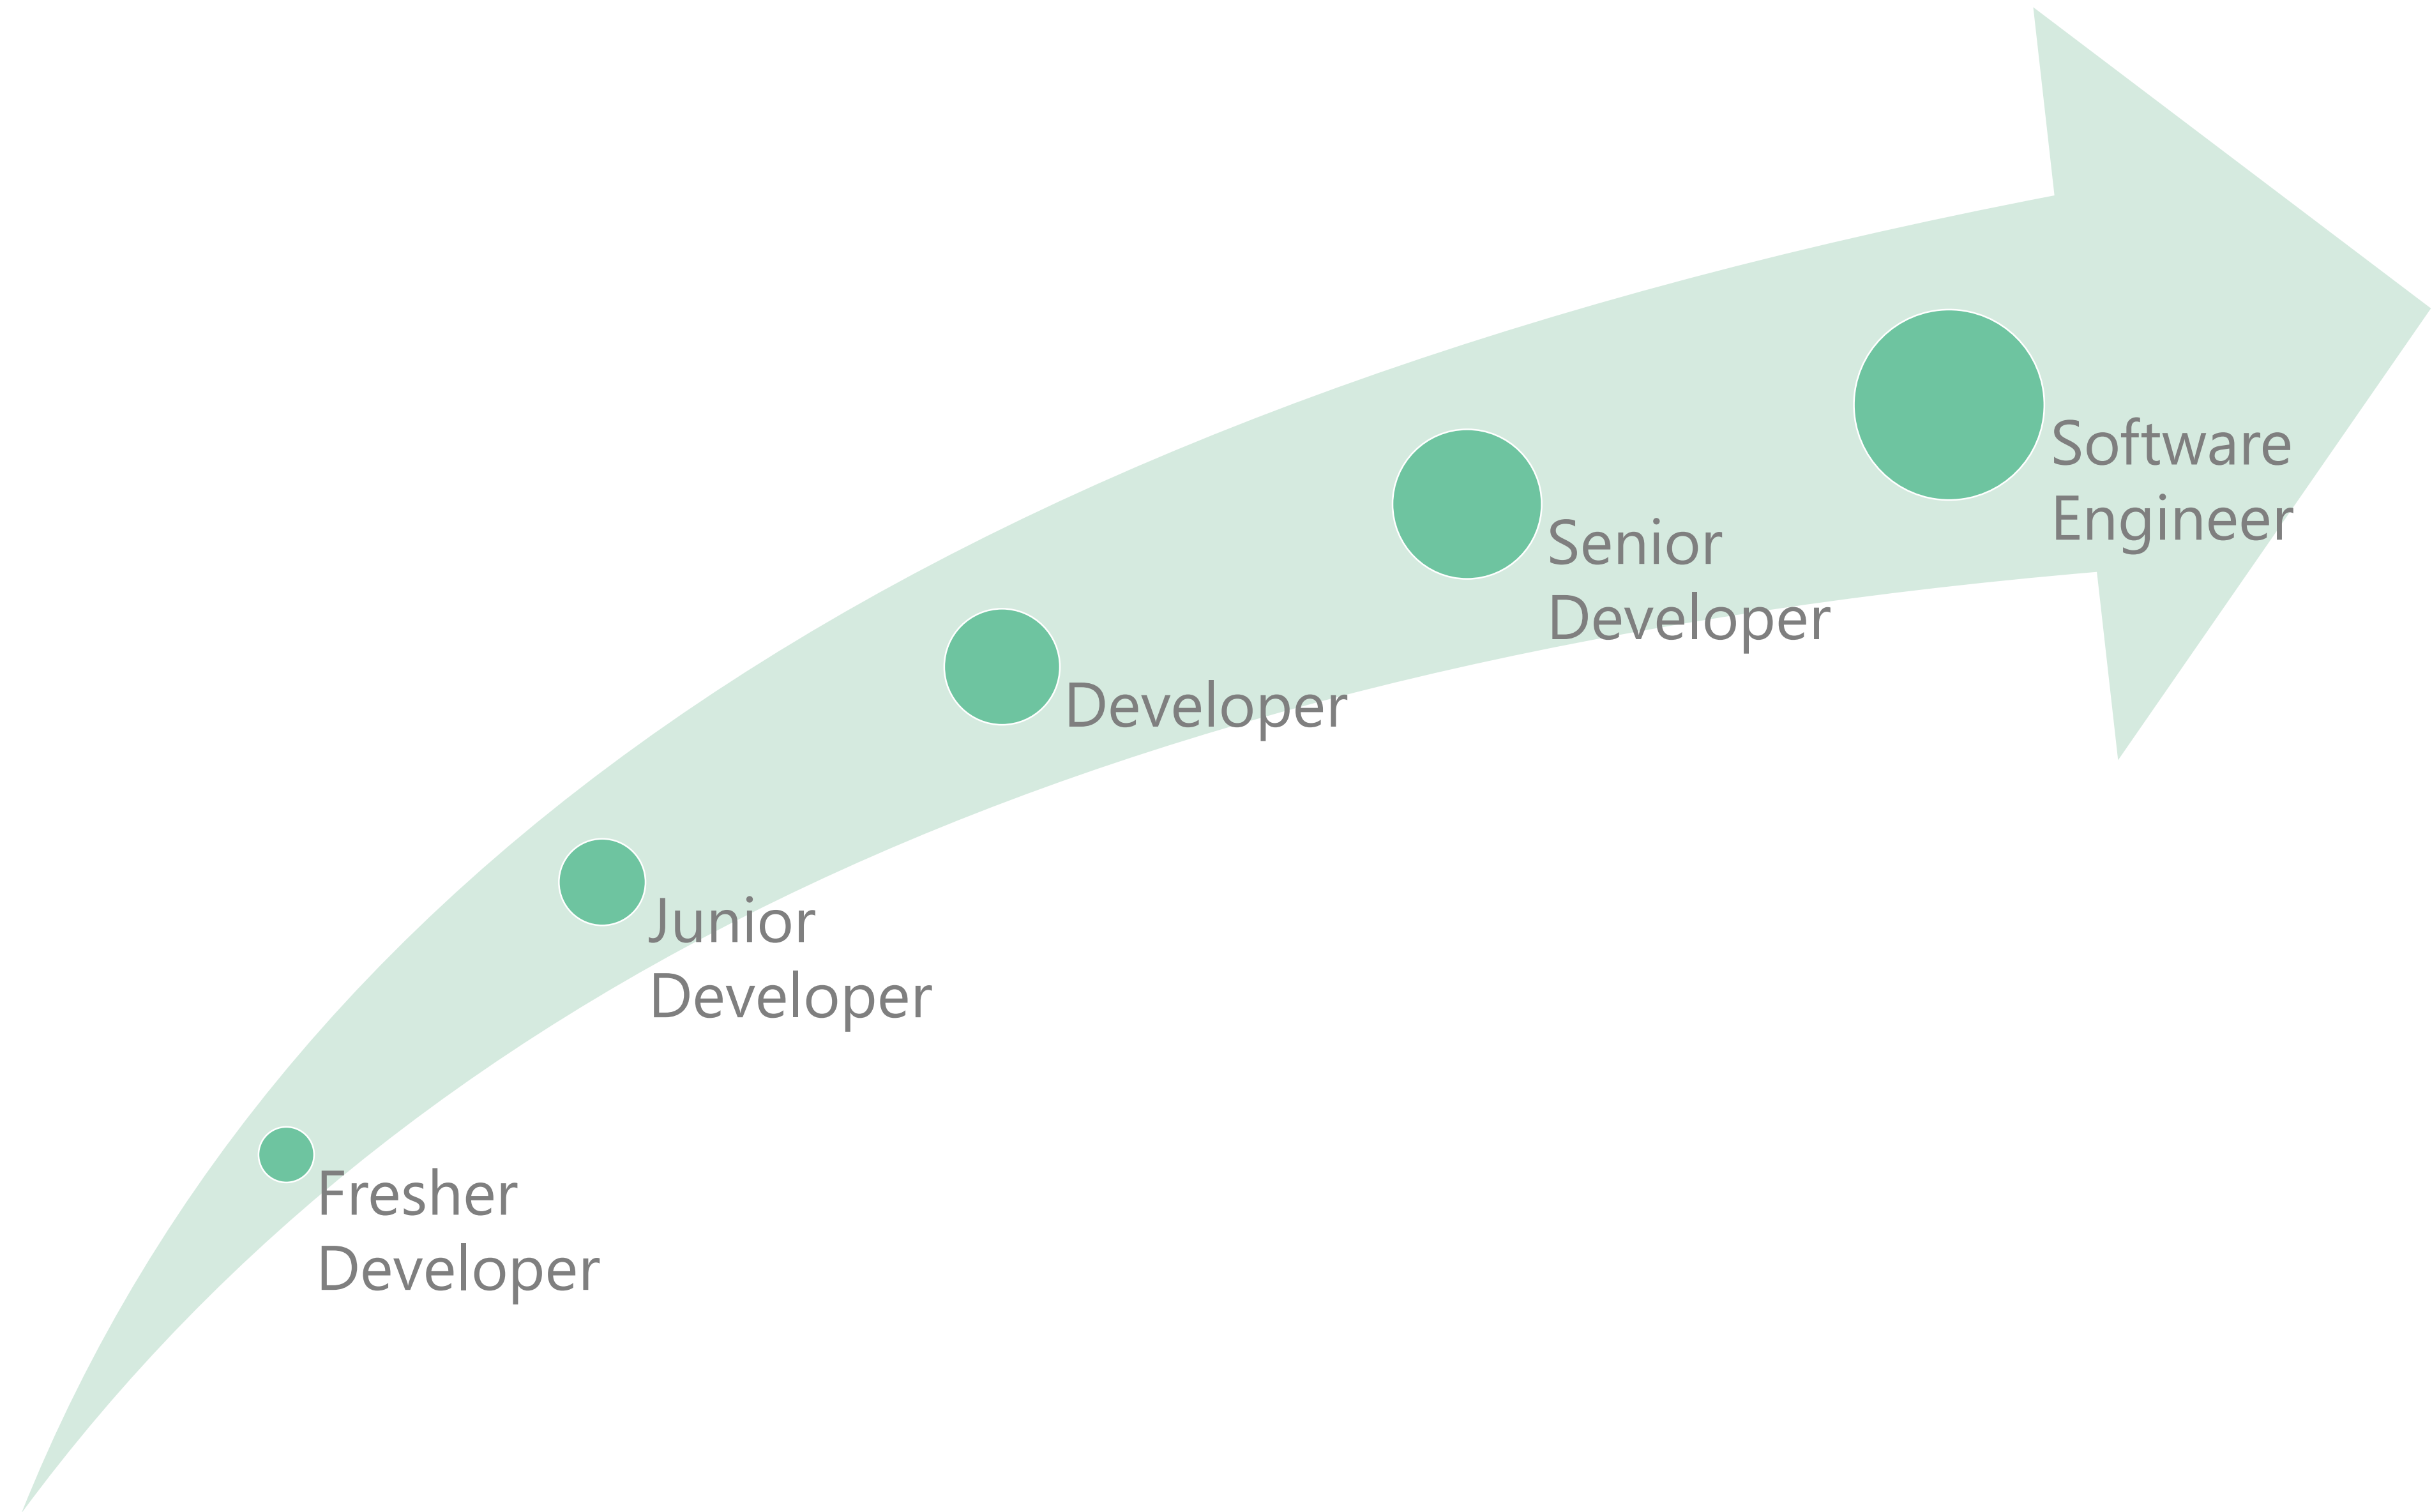 Software
Engineer
Senior
Developer
Developer
Junior
Developer
Fresher
Developer